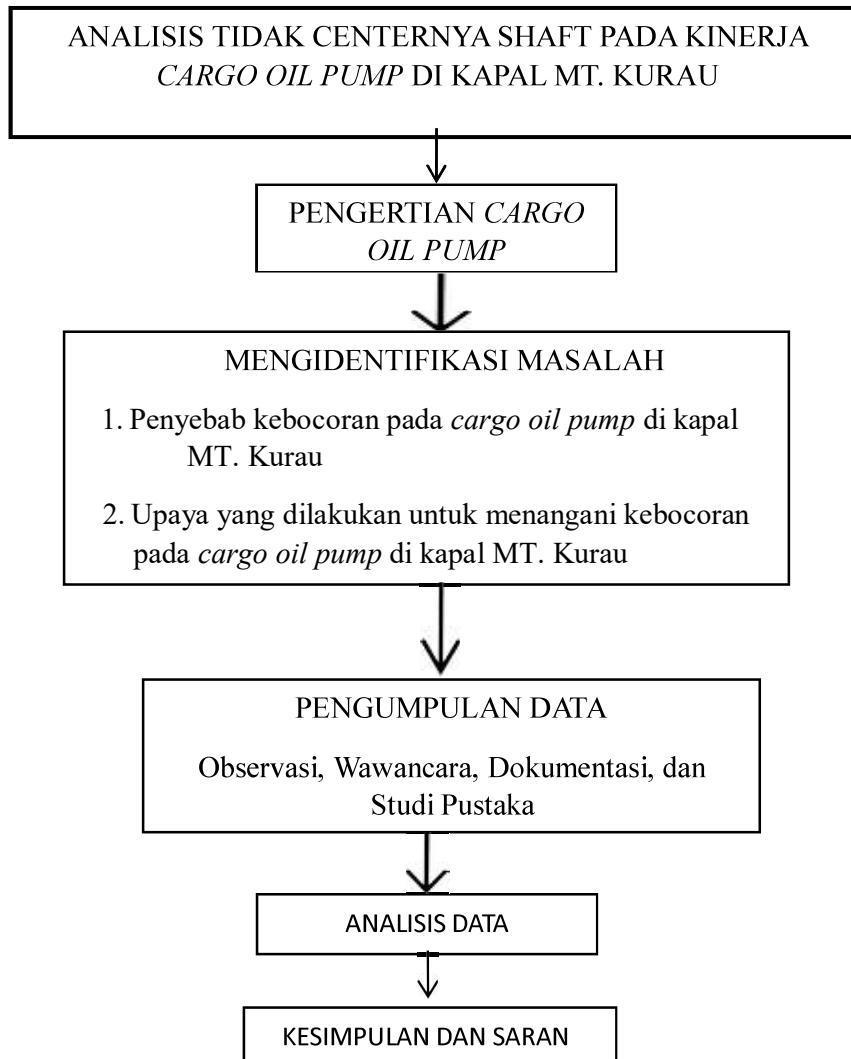 ANALISIS TIDAK CENTERNYA SHAFT PADA KINERJA
CARGO OIL PUMP DI KAPAL MT. KURAU
PENGERTIAN CARGO
OIL PUMP
MENGIDENTIFIKASI MASALAH
1. Penyebab kebocoran pada cargo oil pump di kapal
MT. Kurau
2. Upaya yang dilakukan untuk menangani kebocoran
pada cargo oil pump di kapal MT. Kurau
PENGUMPULAN DATA
Observasi, Wawancara, Dokumentasi, dan
Studi Pustaka
ANALISIS DATA
KESIMPULAN DAN SARAN